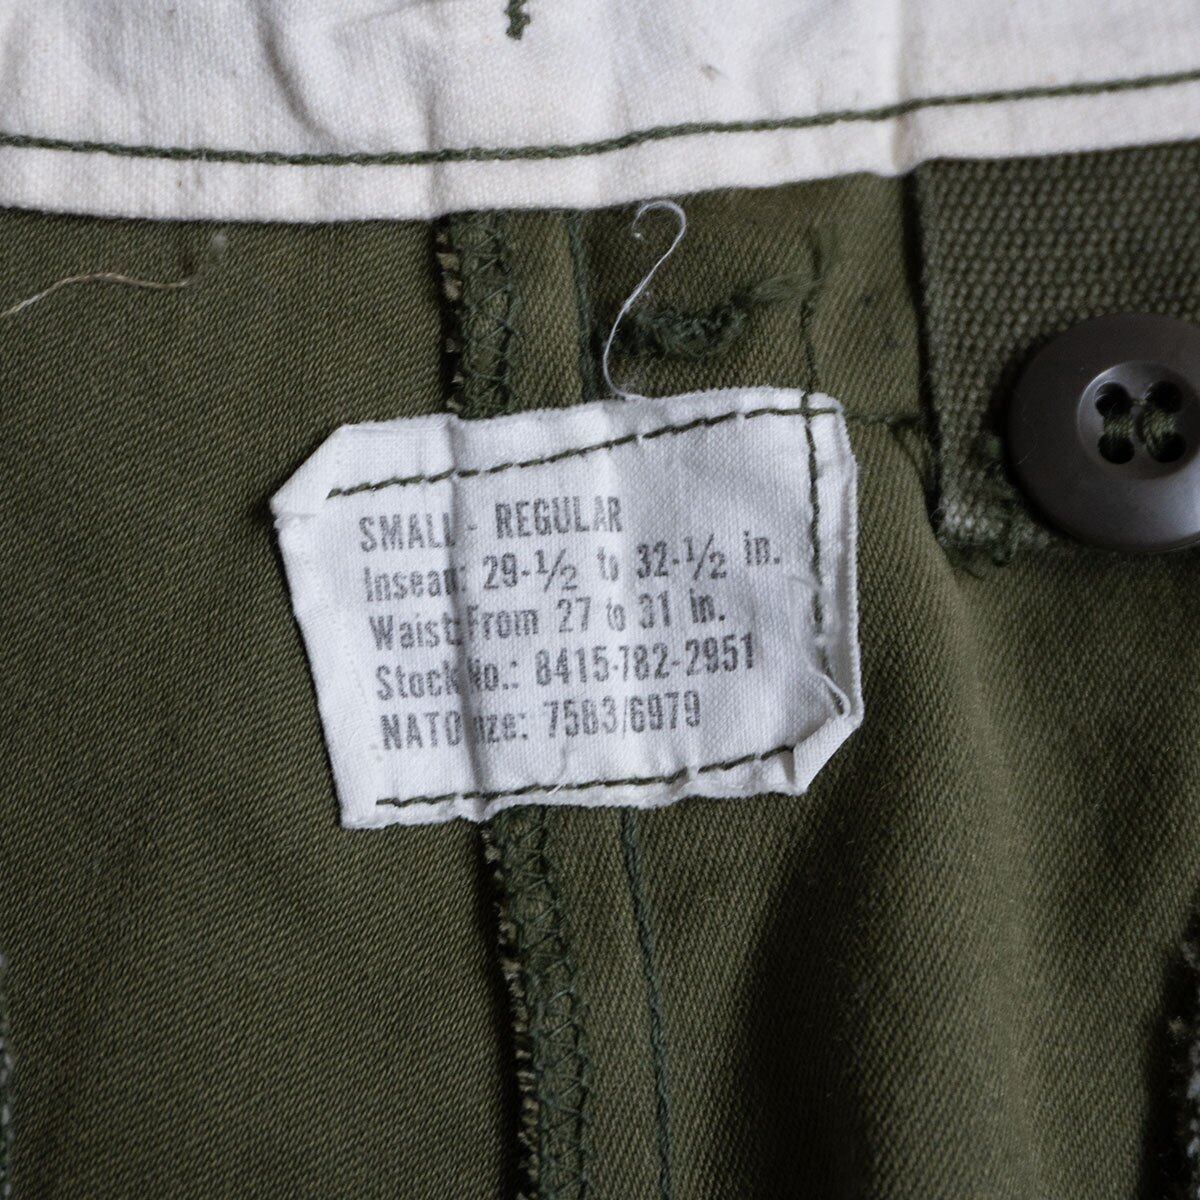 SMALL - REGULAR
Inseam: 29-1/2 to 32-1/2 in.
Waist: From 27 to 31 in.
Stock No.: 8415-782-2951
NATO Size: 7583/6979